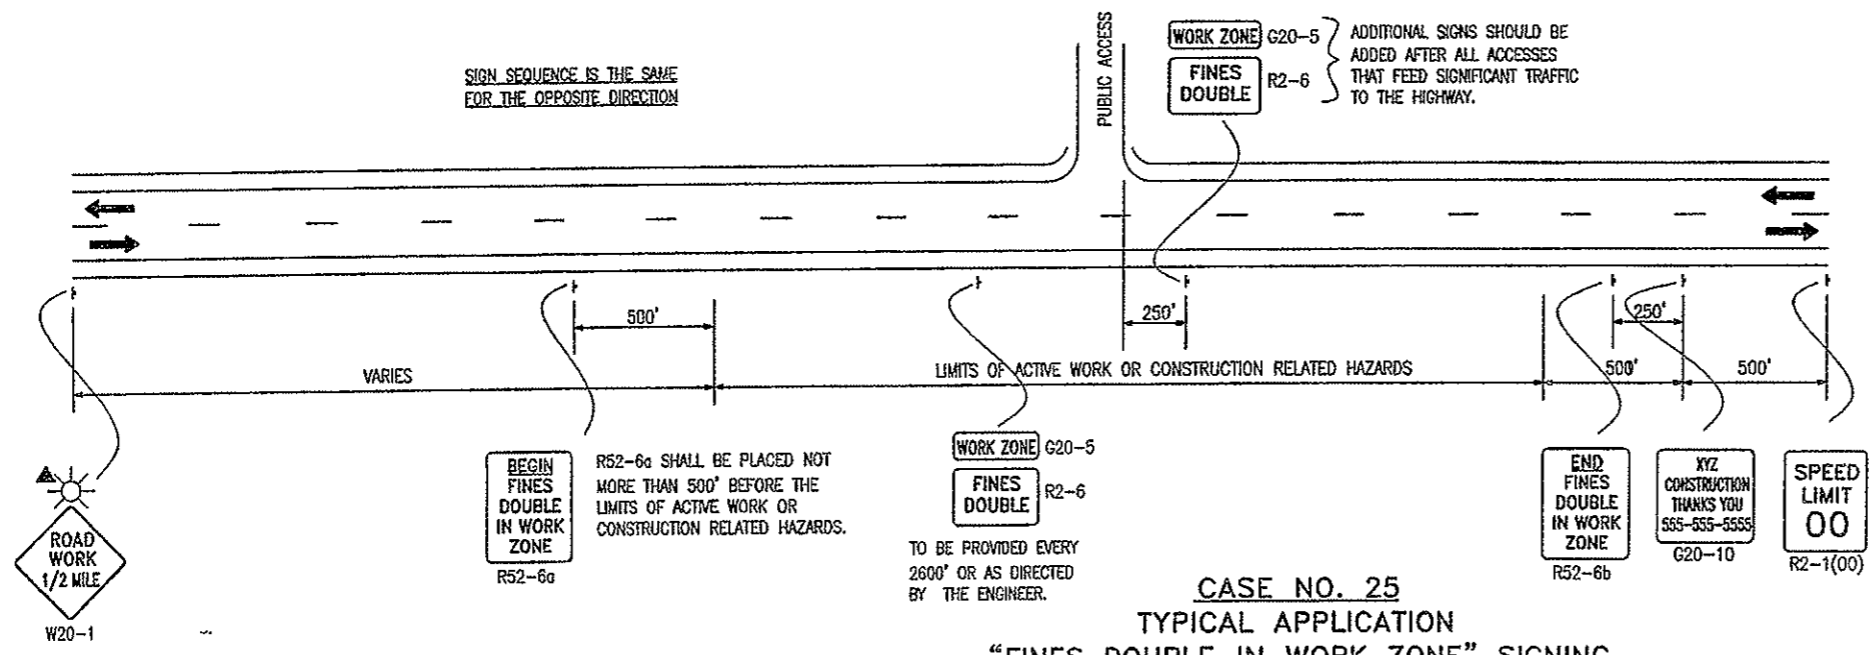 SIGN SEQUENCE IS THE SAME
FOR THE OPPOSITE DIRECTION
PUBLIC ACCESS
WORK ZONE
G20-5
FINES
DOUBLE
R2-6
ADDITIONAL SIGNS SHOULD BE
ADDED AFTER ALL ACCESSES
THAT FEED SIGNIFICANT TRAFFIC
TO THE HIGHWAY.
500'
250'
250'
VARIES
LIMITS OF ACTIVE WORK OR CONSTRUCTION RELATED HAZARDS
500'
500'
ROAD
WORK
1/2 MILE
W20-1
BEGIN
FINES
DOUBLE
IN WORK
ZONE
R52-6a
R52-6a SHALL BE PLACED NOT
MORE THAN 500' BEFORE THE
LIMITS OF ACTIVE WORK OR
CONSTRUCTION RELATED HAZARDS.
WORK ZONE
G20-5
FINES
DOUBLE
R2-6
TO BE PROVIDED EVERY
2600' OR AS DIRECTED
BY THE ENGINEER.
END
FINES
DOUBLE
IN WORK
ZONE
R52-6b
XYZ
CONSTRUCTION
THANKS YOU
555-555-5555
G20-10
SPEED
LIMIT
00
R2-1(00)
CASE NO. 25
TYPICAL APPLICATION
"FINES DOUBLE IN WORK ZONE" SIGNING